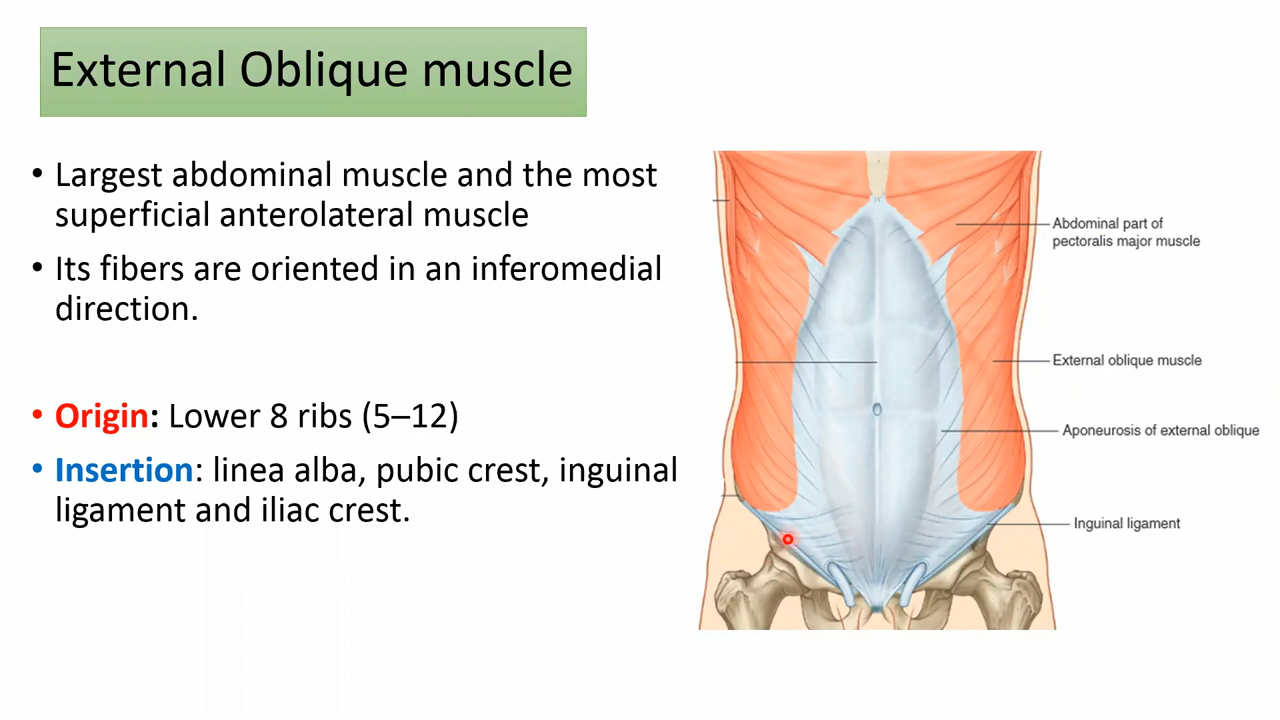 External Oblique muscle
• Largest abdominal muscle and the most
superficial anterolateral muscle
• Its fibers are oriented in an inferomedial
direction.
• Origin: Lower 8 ribs (5–12)
• Insertion: linea alba, pubic crest, inguinal
ligament and iliac crest.
Abdominal part of
pectoralis major muscle
External oblique muscle
Aponeurosis of external oblique
Inguinal ligament